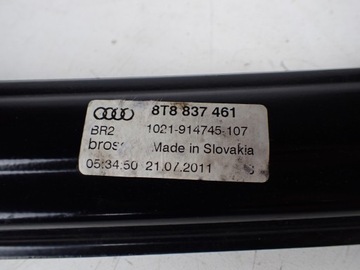 8T8 837 461
BR2 1021-914745-107
bros Made in Slovakia
05:34:50 21.07.2011